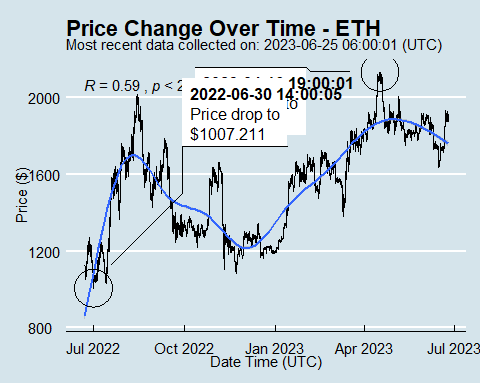 Price Change Over Time - ETH
Most recent data collected on: 2023-06-25 06:00:01 (UTC)
R = 0.59 , p < 2
19:00:01
to
2022-06-30 14:00:05
Price drop to
$1007.211
2000
1600
1200
800
Price ($)
Jul 2022
Oct 2022
Jan 2023
Apr 2023
Jul 2023
Date Time (UTC)